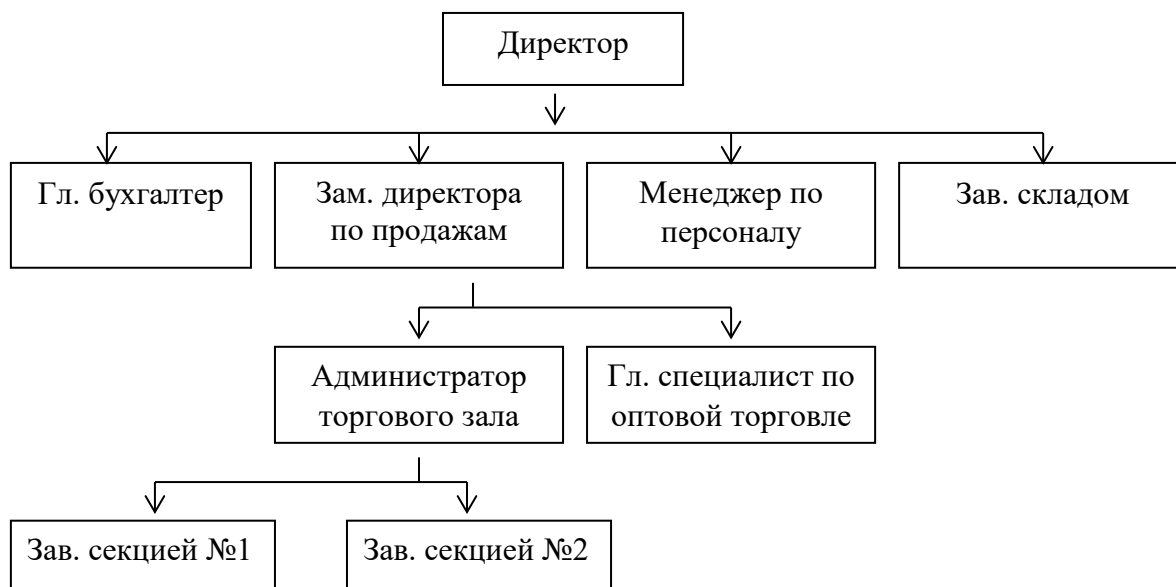 Директор
Гл. бухгалтер
Зам. директора
по продажам
Менеджер по
персоналу
Зав. складом
Администратор
торгового зала
Гл. специалист по
оптовой торговле
Зав. секцией №1
Зав. секцией №2